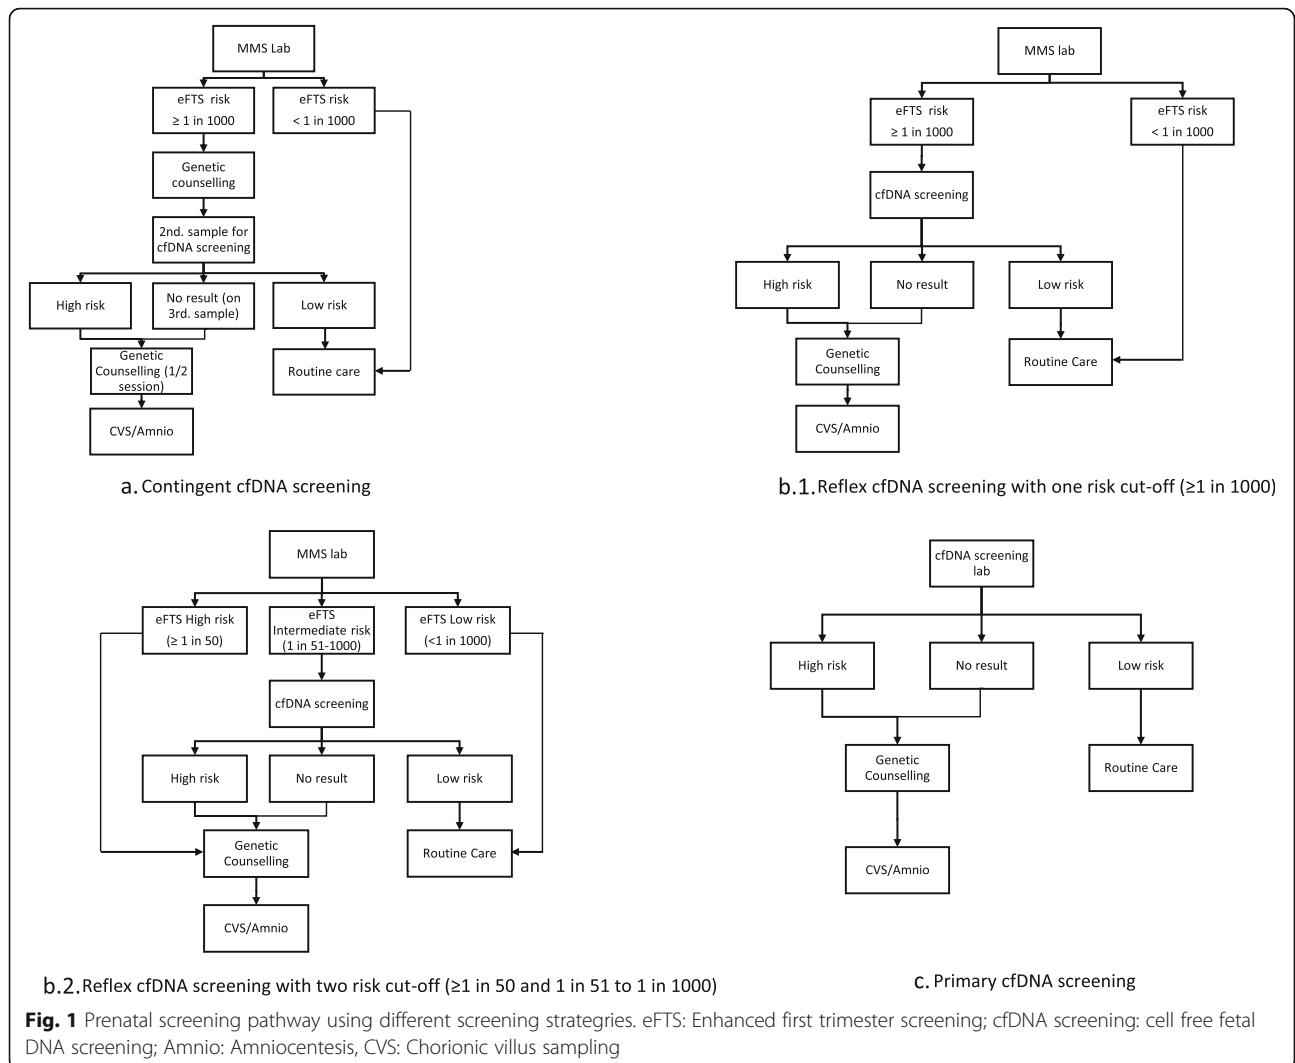 MMS Lab
eFTS risk
≥ 1 in 1000
eFTS risk
< 1 in 1000
Genetic
counselling
2nd. sample for
cfDNA screening
High risk
No result (on
3rd. sample)
Low risk
Genetic
Counselling (1/2
session)
Routine care
CVS/Amnio
a. Contingent cfDNA screening
MMS lab
eFTS risk
≥ 1 in 1000
eFTS risk
< 1 in 1000
cfDNA screening
High risk
No result
Low risk
Genetic
Counselling
Routine Care
CVS/Amnio
b.1. Reflex cfDNA screening with one risk cut-off (≥1 in 1000)
MMS lab
eFTS High risk
(≥ 1 in 50)
eFTS
Intermediate risk
(1 in 51-1000)
eFTS Low risk
(<1 in 1000)
cfDNA screening
High risk
No result
Low risk
Genetic
Counselling
Routine Care
CVS/Amnio
b.2. Reflex cfDNA screening with two risk cut-off (≥1 in 50 and 1 in 51 to 1 in 1000)
cfDNA screening
lab
High risk
No result
Low risk
Genetic
Counselling
Routine Care
CVS/Amnio
c. Primary cfDNA screening
Fig. 1 Prenatal screening pathway using different screening strategies. eFTS: Enhanced first trimester screening; cfDNA screening: cell free fetal
DNA screening; Amnio: Amniocentesis, CVS: Chorionic villus sampling